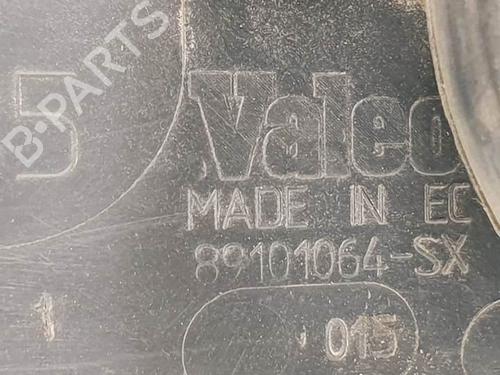 B-PARTS
5 Valeo
MADE IN EC
89101064-SX
1
015